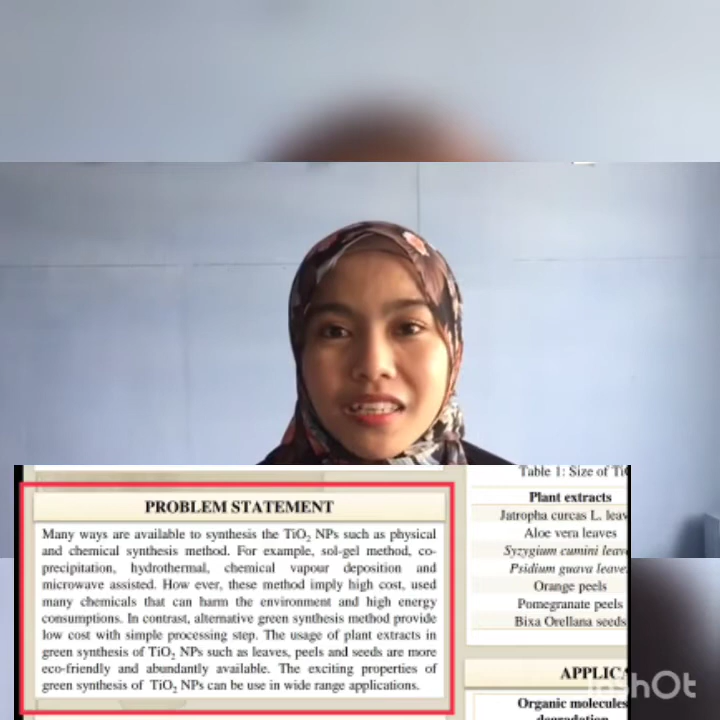 PROBLEM STATEMENT
Many ways are available to synthesis the TiO₂ NPs such as physical
and chemical synthesis method. For example, sol-gel method, co-
precipitation, hydrothermal, chemical vapour deposition and
microwave assisted. How ever, these method imply high cost, used
many chemicals that can harm the environment and high energy
consumptions. In contrast, alternative green synthesis method provide
low cost with simple processing step. The usage of plant extracts in
green synthesis of TiO₂ NPs such as leaves, peels and seeds are more
eco-friendly and abundantly available. The exciting properties of
green synthesis of TiO₂ NPs can be use in wide range applications.
Table 1: Size of
Plant extracts
Jatropha curcas L.
Aloe vera leaves
Syzygium cumini
Psidium guava
Orange peels
Pomegranate peels
Bixa Orellana seeds
Organic molecules
degradation